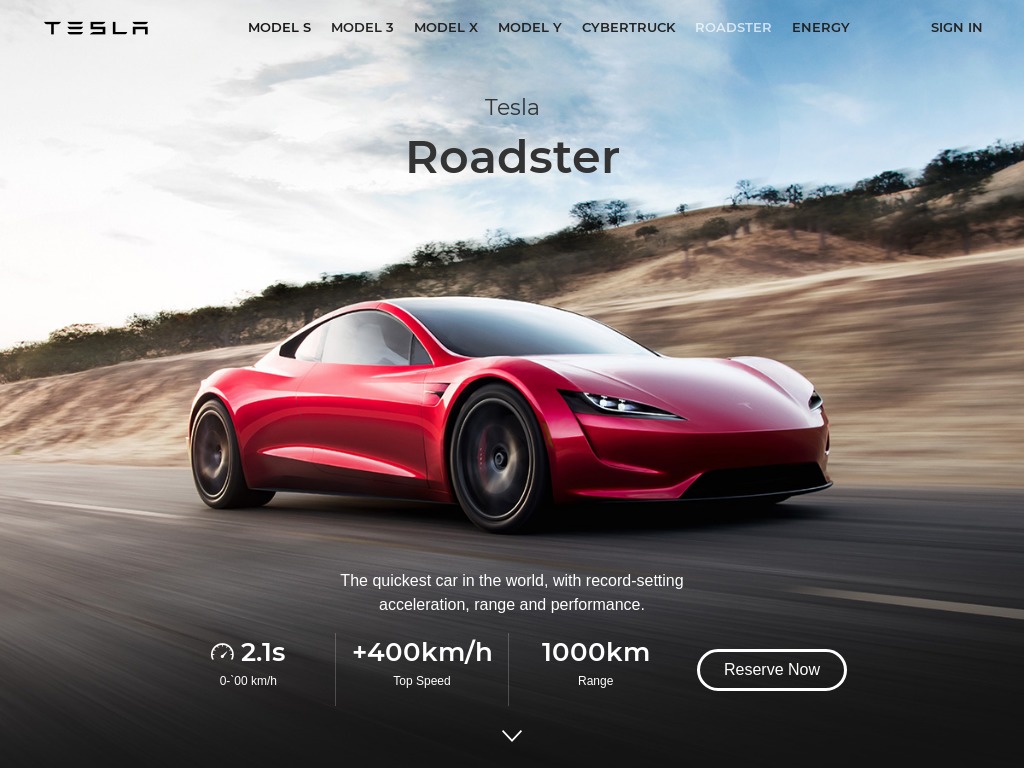 TESLA
MODEL S MODEL 3 MODEL X MODEL Y CYBERTRUCK ROADSTER ENERGY SIGN IN
Tesla
Roadster
The quickest car in the world, with record-setting
acceleration, range and performance.
2.1s +400km/h 1000km
0-`00 km/h Top Speed Range
Reserve Now